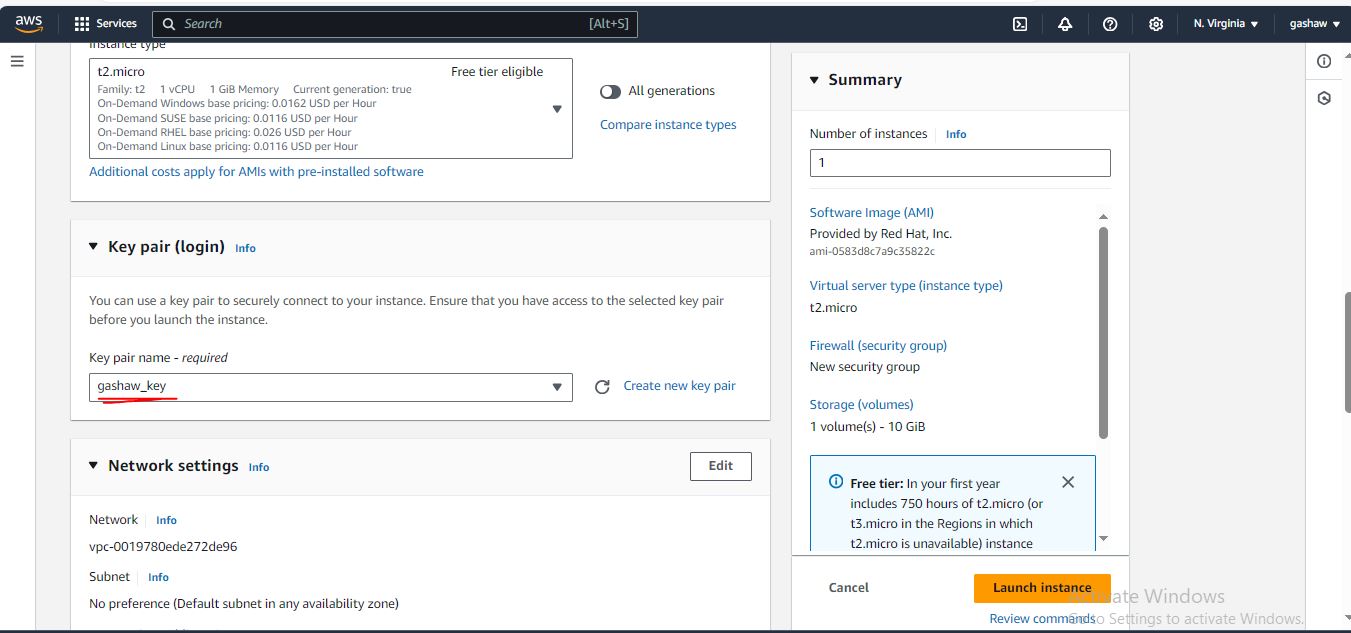 aws
Services
Search
[Alt+S]
N. Virginia
gashaw
Instance type
t2.micro
Free tier eligible
Family: t2 1 vCPU 1 GiB Memory Current generation: true
On-Demand Windows base pricing: 0.0162 USD per Hour
On-Demand SUSE base pricing: 0.0116 USD per Hour
On-Demand RHEL base pricing: 0.026 USD per Hour
On-Demand Linux base pricing: 0.0116 USD per Hour
All generations
Compare instance types
Additional costs apply for AMIs with pre-installed software
Key pair (login) Info
You can use a key pair to securely connect to your instance. Ensure that you have access to the selected key pair
before you launch the instance.
Key pair name - required
gashaw_key
Create new key pair
Network settings Info
Edit
Network Info
vpc-0019780ede272de96
Subnet Info
No preference (Default subnet in any availability zone)
Summary
Number of instances Info
1
Software Image (AMI)
Provided by Red Hat, Inc.
ami-0583d8c7a9c35822c
Virtual server type (instance type)
t2.micro
Firewall (security group)
New security group
Storage (volumes)
1 volume(s) - 10 GiB
Free tier: In your first year
includes 750 hours of t2.micro (or
t3.micro in the Regions in which
t2.micro is unavailable) instance
Cancel
Launch instance
Review commands
Activate Windows
Go to Settings to activate Windows.